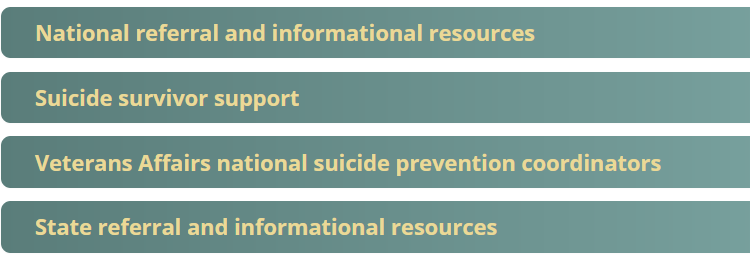 National referral and informational resources
Suicide survivor support
Veterans Affairs national suicide prevention coordinators
State referral and informational resources